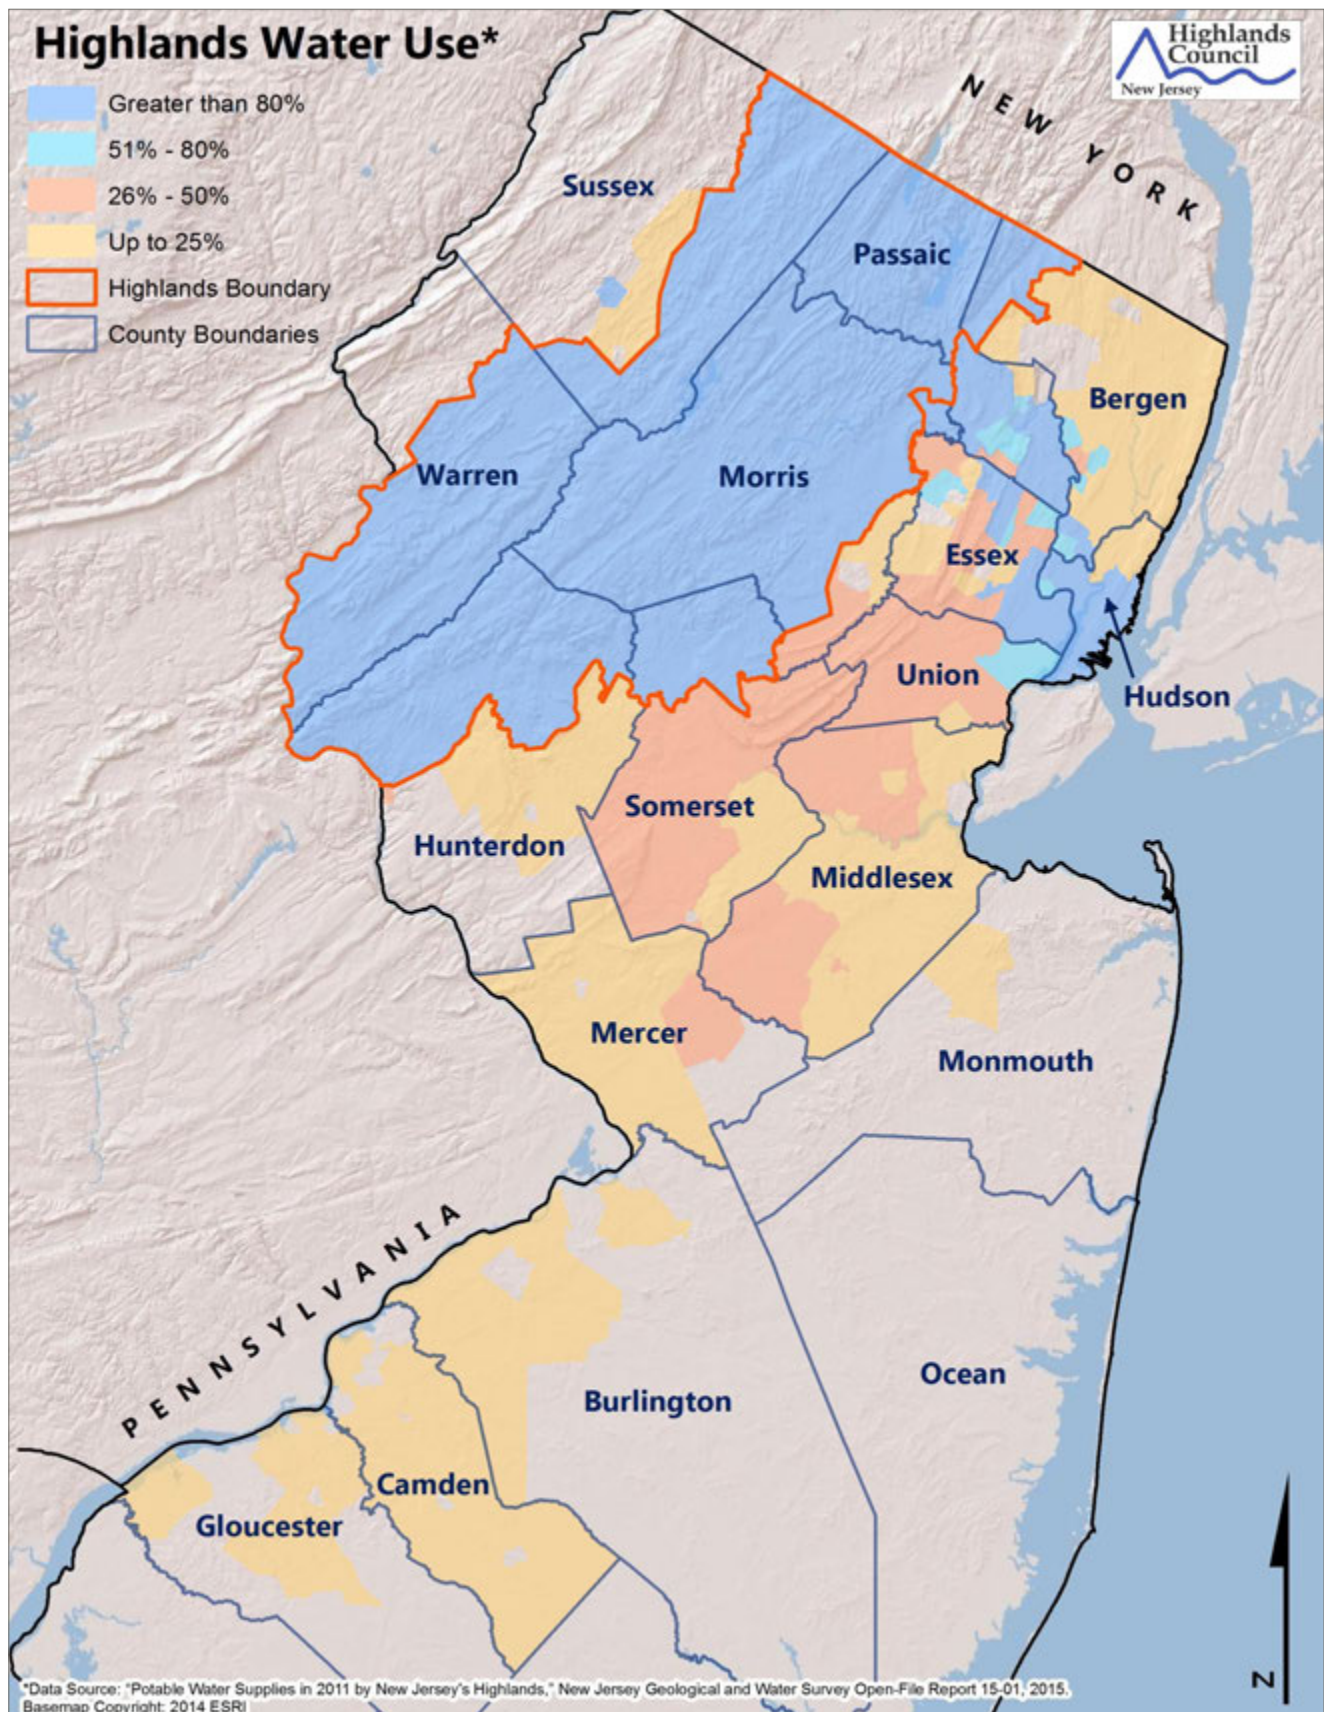 Highlands Water Use*
Greater than 80%
51% - 80%
26% - 50%
Up to 25%
Highlands Boundary
County Boundaries
Highlands
Council
New Jersey
NEW YORK
Sussex
Passaic
Bergen
Warren
Morris
Essex
Union
Hudson
Somerset
Hunterdon
Middlesex
Mercer
Monmouth
PENNSYLVANIA
Ocean
Burlington
Camden
Gloucester
N
*Data Source: "Potable Water Supplies in 2011 by New Jersey's Highlands," New Jersey Geological and Water Survey Open-File Report 15-01, 2015.
Basemap Copyright: 2014 ESRI